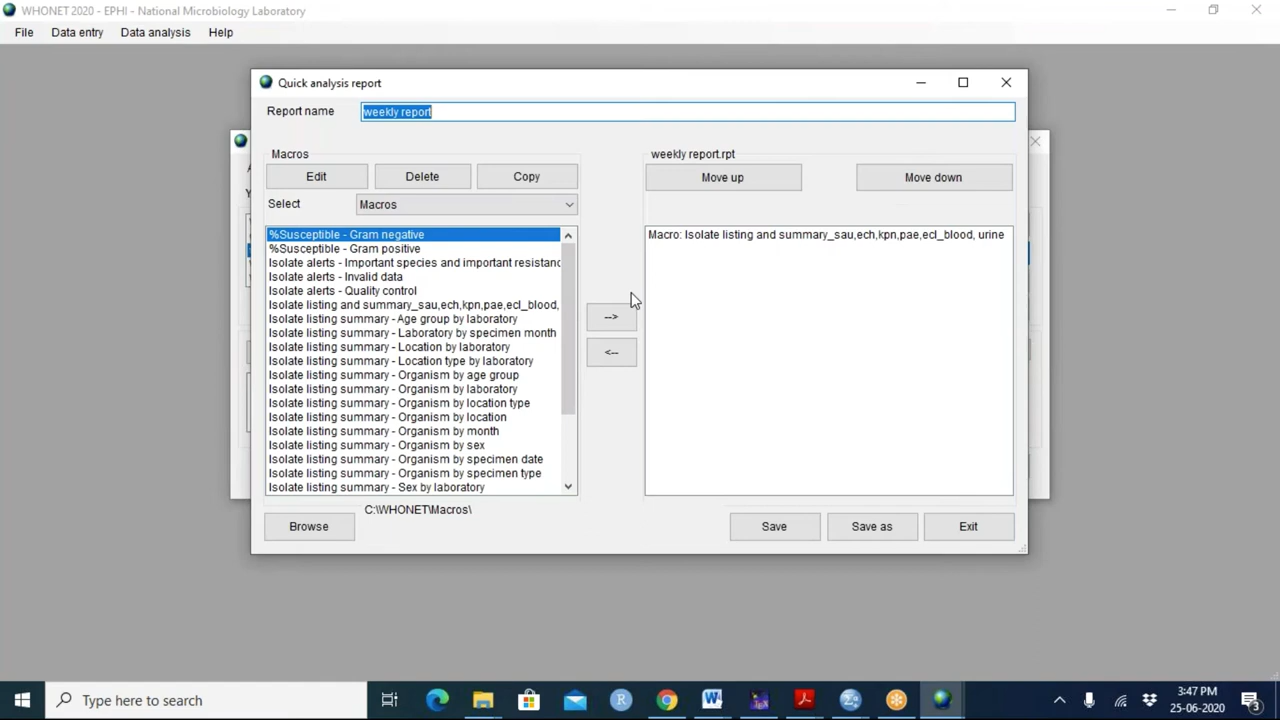 WHONET 2020 - EPHI - National Microbiology Laboratory
File Data entry Data analysis Help
Quick analysis report
Report name weekly report
Macros
Edit Delete Copy
Select Macros
%Susceptible - Gram negative
%Susceptible - Gram positive
Isolate alerts - Important species and important resistanc
Isolate alerts - Invalid data
Isolate alerts - Quality control
Isolate listing and summary_sau,ech,kpn,pae,ecl_blood,
Isolate listing summary - Age group by laboratory
Isolate listing summary - Laboratory by specimen month
Isolate listing summary - Location by laboratory
Isolate listing summary - Location type by laboratory
Isolate listing summary - Organism by age group
Isolate listing summary - Organism by laboratory
Isolate listing summary - Organism by location type
Isolate listing summary - Organism by location
Isolate listing summary - Organism by month
Isolate listing summary - Organism by sex
Isolate listing summary - Organism by specimen date
Isolate listing summary - Organism by specimen type
Isolate listing summary - Sex by laboratory
-->
<--
weekly report.rpt
Move up Move down
Macro: Isolate listing and summary_sau,ech,kpn,pae,ecl_blood, urine
Browse C:\WHONET\Macros\
Save Save as Exit
Type here to search
3:47 PM
25-06-2020
3